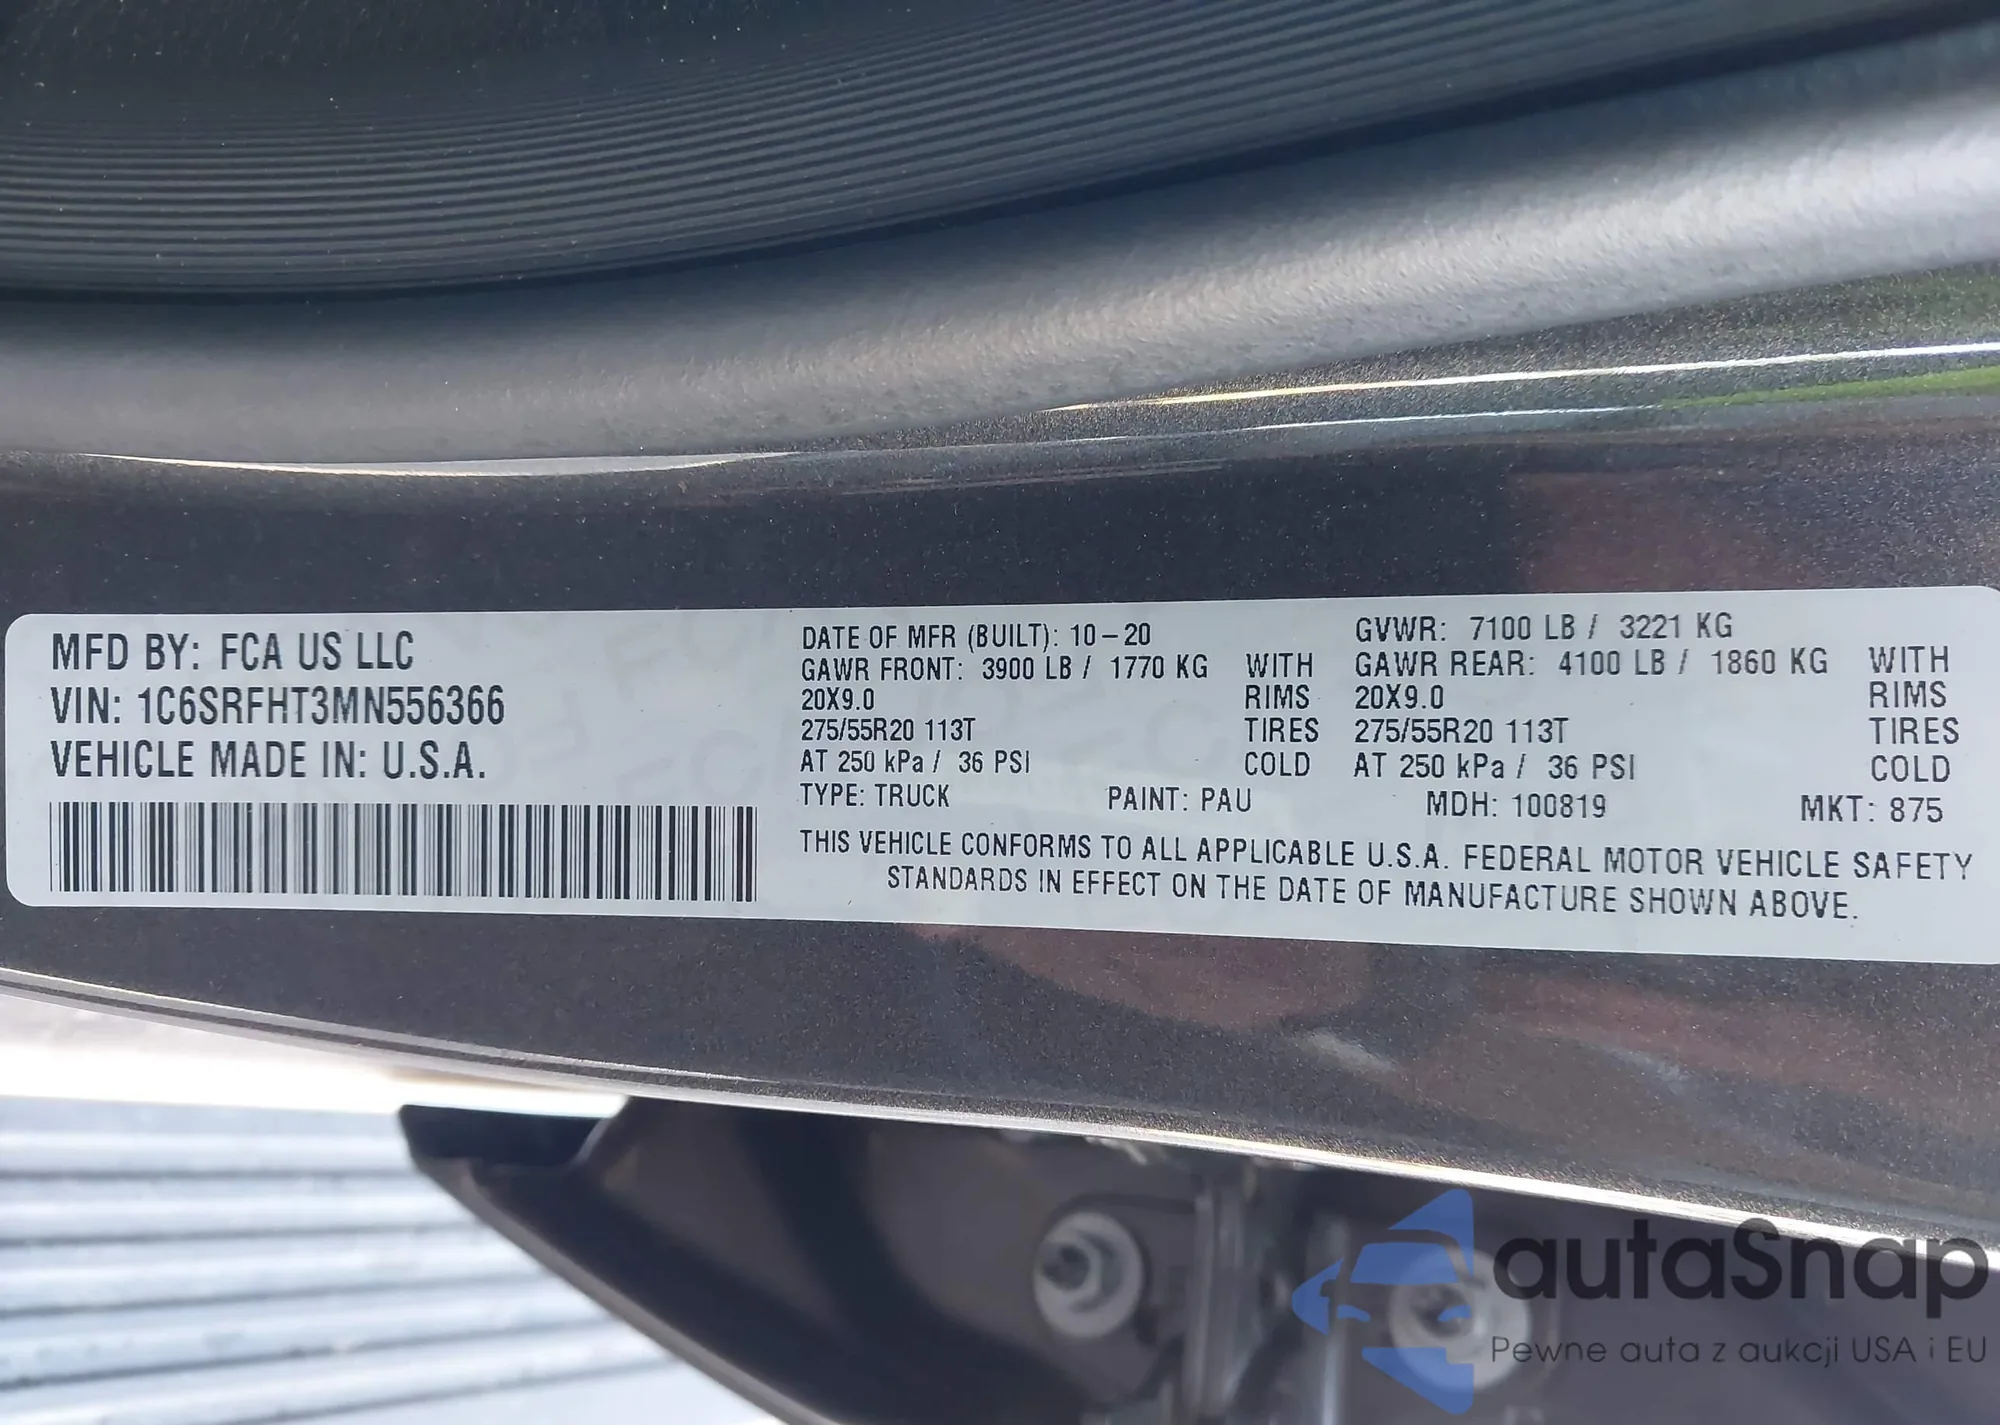 MFD BY: FCA US LLC
VIN: 1C6SRFHT3MN556366
VEHICLE MADE IN: U.S.A.
DATE OF MFR (BUILT): 10-20 GVWR: 7100 LB / 3221 KG
GAWR FRONT: 3900 LB / 1770 KG WITH GAWR REAR: 4100 LB / 1860 KG WITH
20X9.0 RIMS 20X9.0 RIMS
275/55R20 113T TIRES 275/55R20 113T TIRES
AT 250 kPa / 36 PSI COLD AT 250 kPa / 36 PSI COLD
TYPE: TRUCK PAINT: PAU MDH: 100819 MKT: 875
THIS VEHICLE CONFORMS TO ALL APPLICABLE U.S.A. FEDERAL MOTOR VEHICLE SAFETY
STANDARDS IN EFFECT ON THE DATE OF MANUFACTURE SHOWN ABOVE.
autaSnap
Pewne auta z aukcji USA i EU